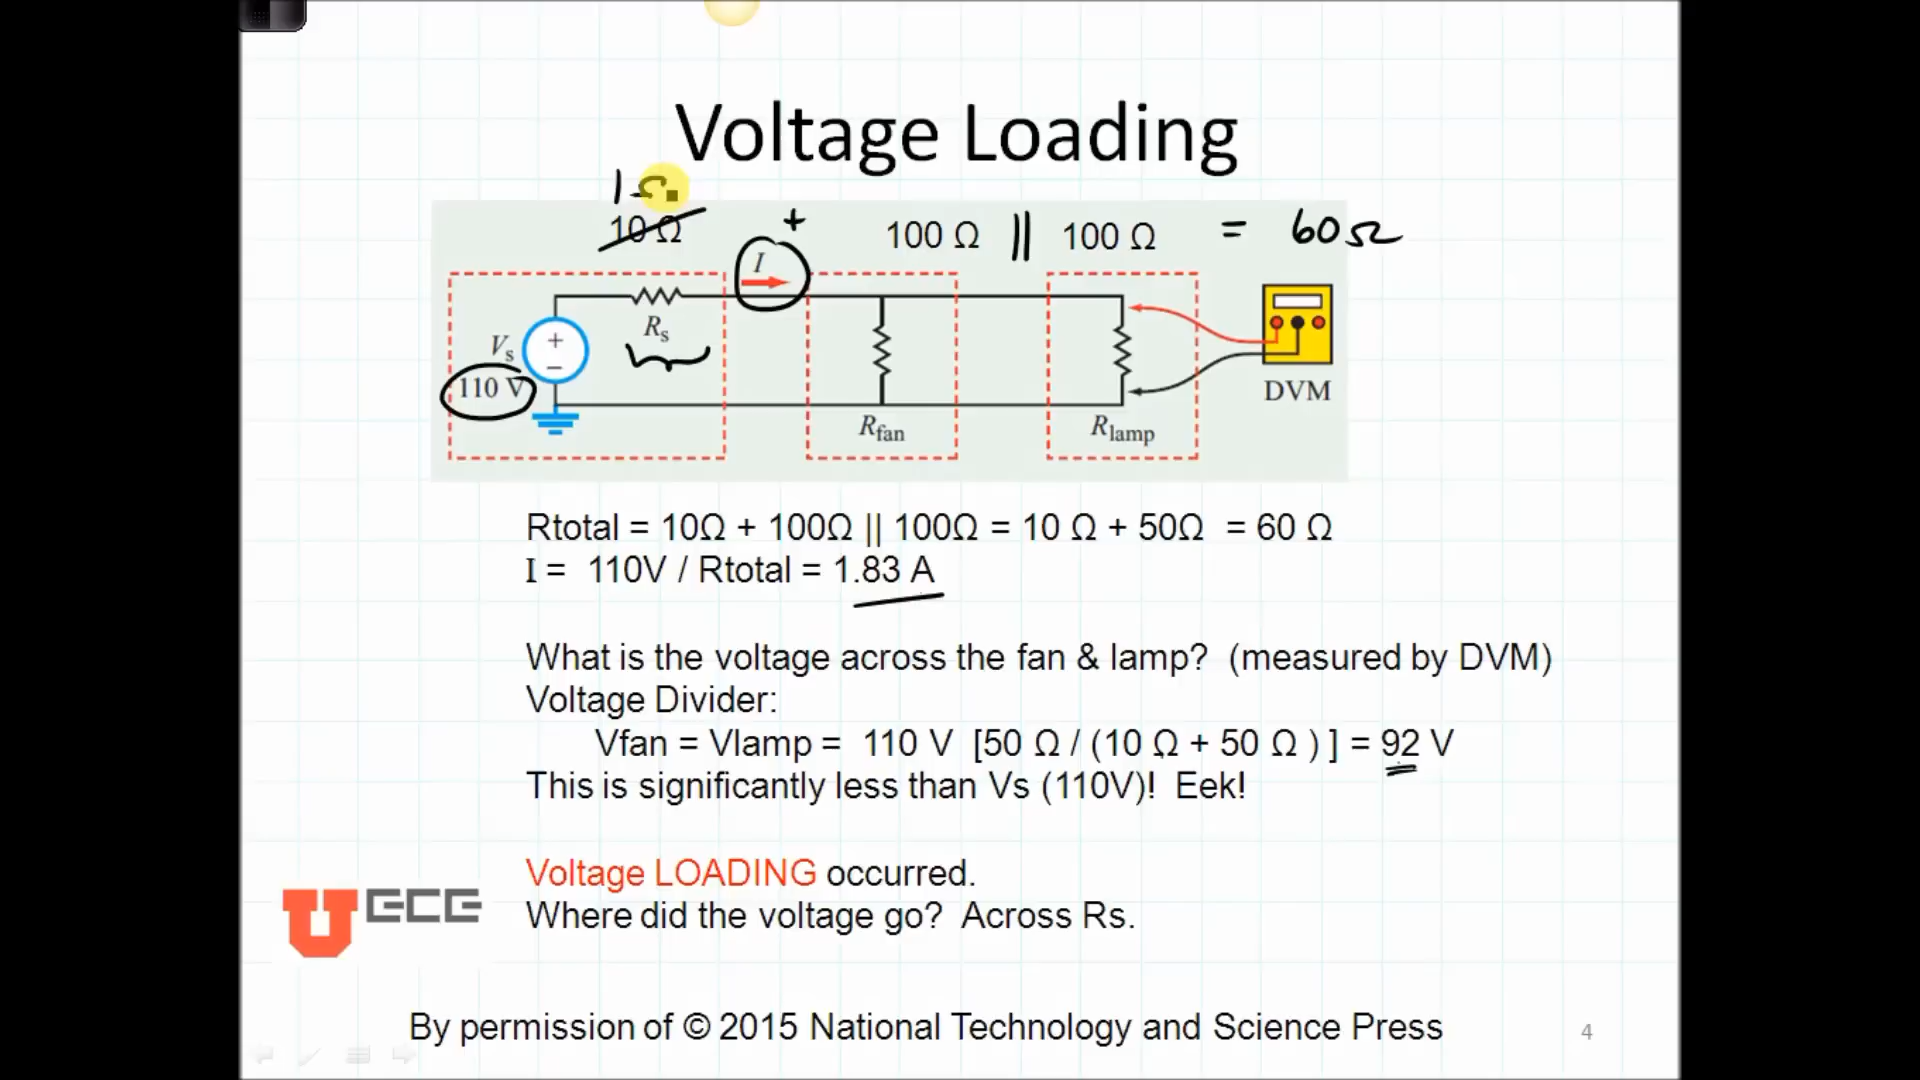 Voltage Loading
1Ω
10 Ω + 100 Ω || 100 Ω = 60Ω
I
Rs
Vs
+
−
110 V
DVM
Rfan
Rlamp
Rtotal = 10Ω + 100Ω || 100Ω = 10 Ω + 50Ω = 60 Ω
I = 110V / Rtotal = 1.83 A
What is the voltage across the fan & lamp? (measured by DVM)
Voltage Divider:
Vfan = Vlamp = 110 V [50 Ω / (10 Ω + 50 Ω ) ] = 92 V
This is significantly less than Vs (110V)! Eek!
Voltage LOADING occurred.
Where did the voltage go? Across Rs.
U ECE
By permission of © 2015 National Technology and Science Press
4